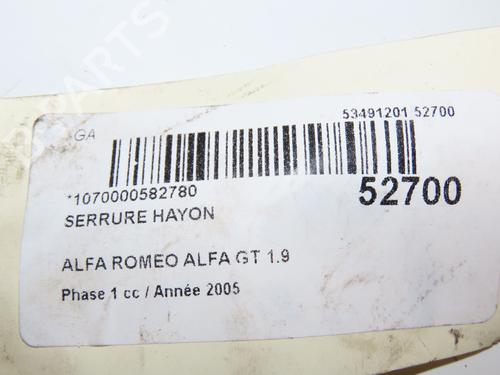 GA
53491201 52700
*1070000582780
52700
SERRURE HAYON
ALFA ROMEO ALFA GT 1.9
Phase 1 cc / Année 2005